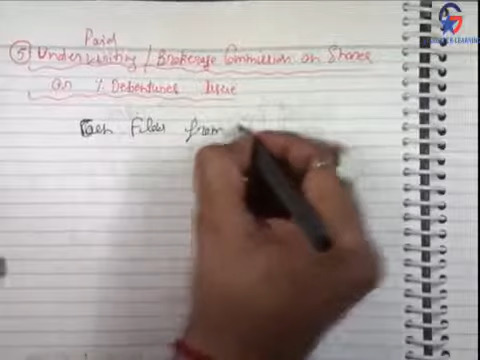 Paid
⑤ Underwriting / Brokerage Commission on Shares
on % Debentures Issue
Cash Flow from